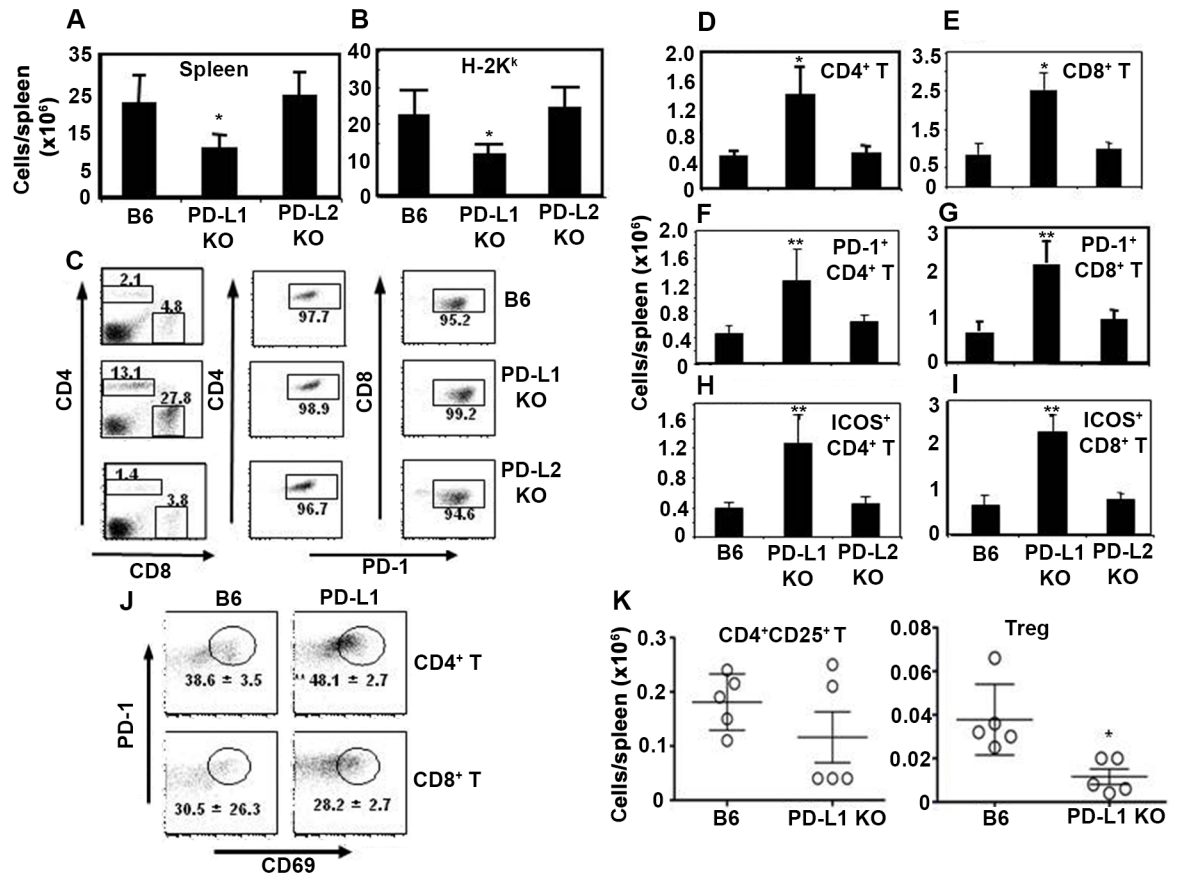 A
B
D
E
35
25
15
5
0
Cells/spleen
(x10⁶)
Spleen
*
B6
PD-L1
KO
PD-L2
KO
40
30
20
10
0
H-2Kᵏ
*
B6
PD-L1
KO
PD-L2
KO
2.0
1.6
1.2
0.8
0.4
0
CD4⁺ T
*
3.5
2.5
1.5
0.5
0
CD8⁺ T
*
C
2.1
4.8
97.7
95.2
B6
13.1
27.8
98.9
99.2
PD-L1
KO
1.4
3.8
96.7
94.6
PD-L2
KO
CD4
CD4
CD8
CD8
PD-1
Cells/spleen (x10⁶)
F
2.0
1.6
1.2
0.8
0.4
0
PD-1⁺
CD4⁺ T
**
G
3
2
1
0
PD-1⁺
CD8⁺ T
**
H
1.6
1.2
0.8
0.4
0
ICOS⁺
CD4⁺ T
**
B6
PD-L1
KO
PD-L2
KO
I
3
2
1
0
ICOS⁺
CD8⁺ T
**
B6
PD-L1
KO
PD-L2
KO
J
B6
PD-L1
38.6 ± 3.5
**48.1 ± 2.7
CD4⁺ T
30.5 ± 26.3
28.2 ± 2.7
CD8⁺ T
PD-1
CD69
K
Cells/spleen (x10⁶)
0.3
0.2
0.1
0
CD4⁺CD25⁺ T
B6
PD-L1 KO
0.08
0.06
0.04
0.02
0
Treg
*
B6
PD-L1 KO